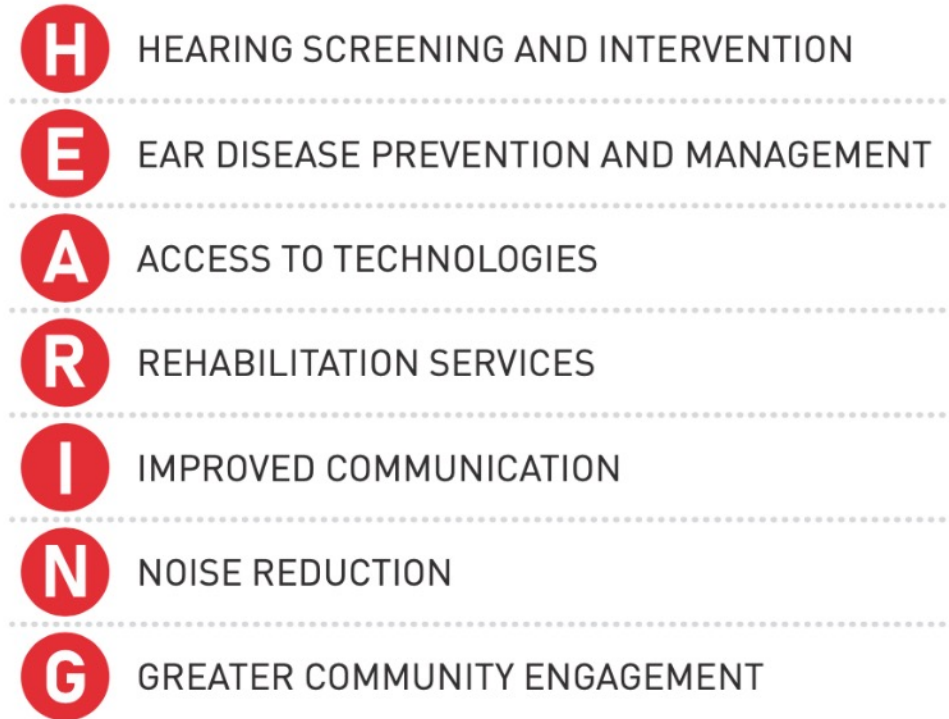 H HEARING SCREENING AND INTERVENTION
E EAR DISEASE PREVENTION AND MANAGEMENT
A ACCESS TO TECHNOLOGIES
R REHABILITATION SERVICES
I IMPROVED COMMUNICATION
N NOISE REDUCTION
G GREATER COMMUNITY ENGAGEMENT